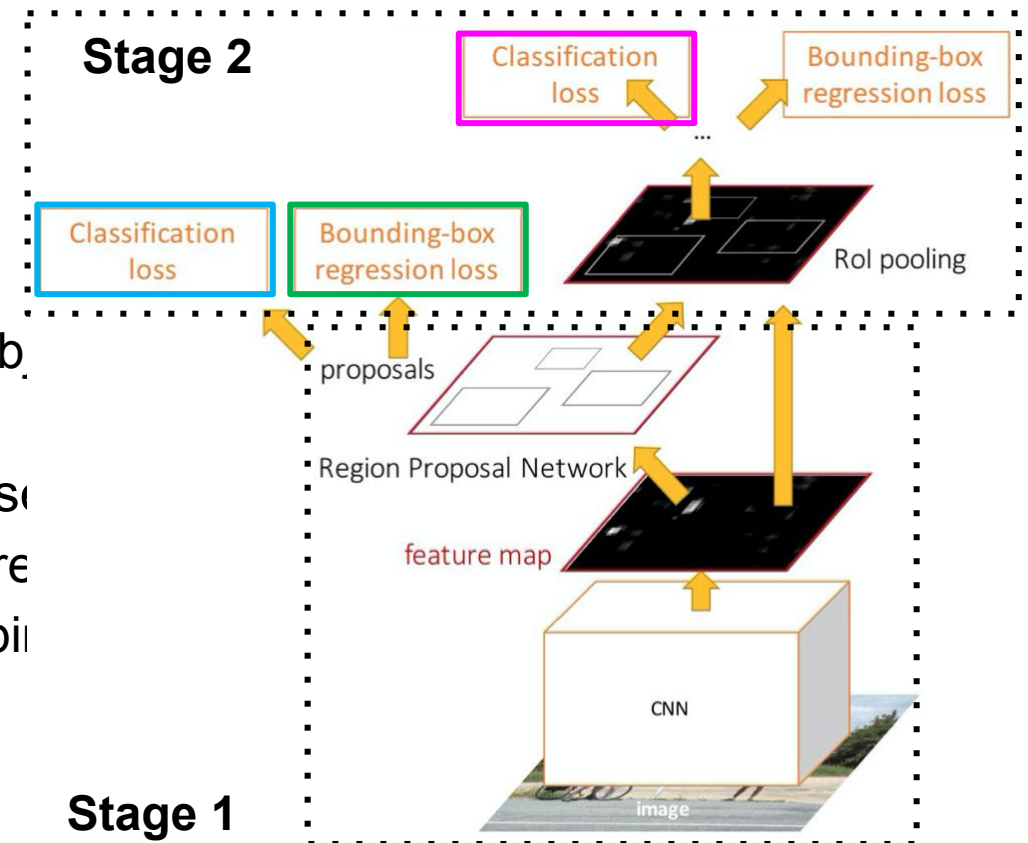 Stage 2
Classification
loss
Bounding-box
regression loss
...
Classification
loss
Bounding-box
regression loss
RoI pooling
proposals
Region Proposal Network
feature map
CNN
image
Stage 1